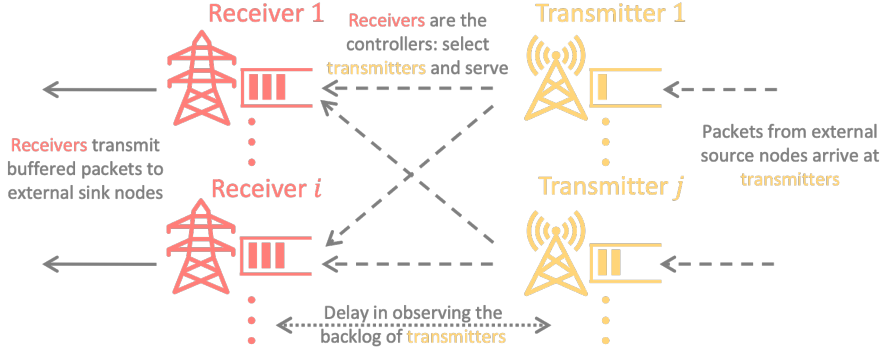 Receiver 1
Receivers are the
controllers: select
transmitters and serve
Transmitter 1
Receivers transmit
buffered packets to
external sink nodes
Packets from external
source nodes arrive at
transmitters
Receiver i
Transmitter j
Delay in observing the
backlog of transmitters